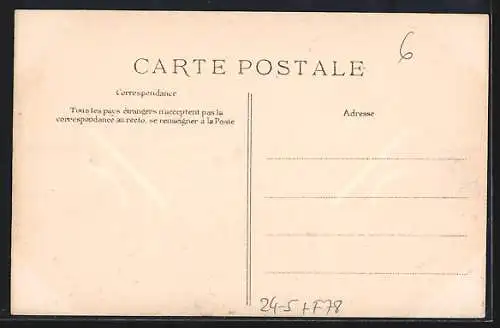 6
CARTE POSTALE
Correspondance
Tous les pays étrangers n'acceptent pas la
correspondance au recto, se renseigner à la Poste
Adresse
24-5 + F78